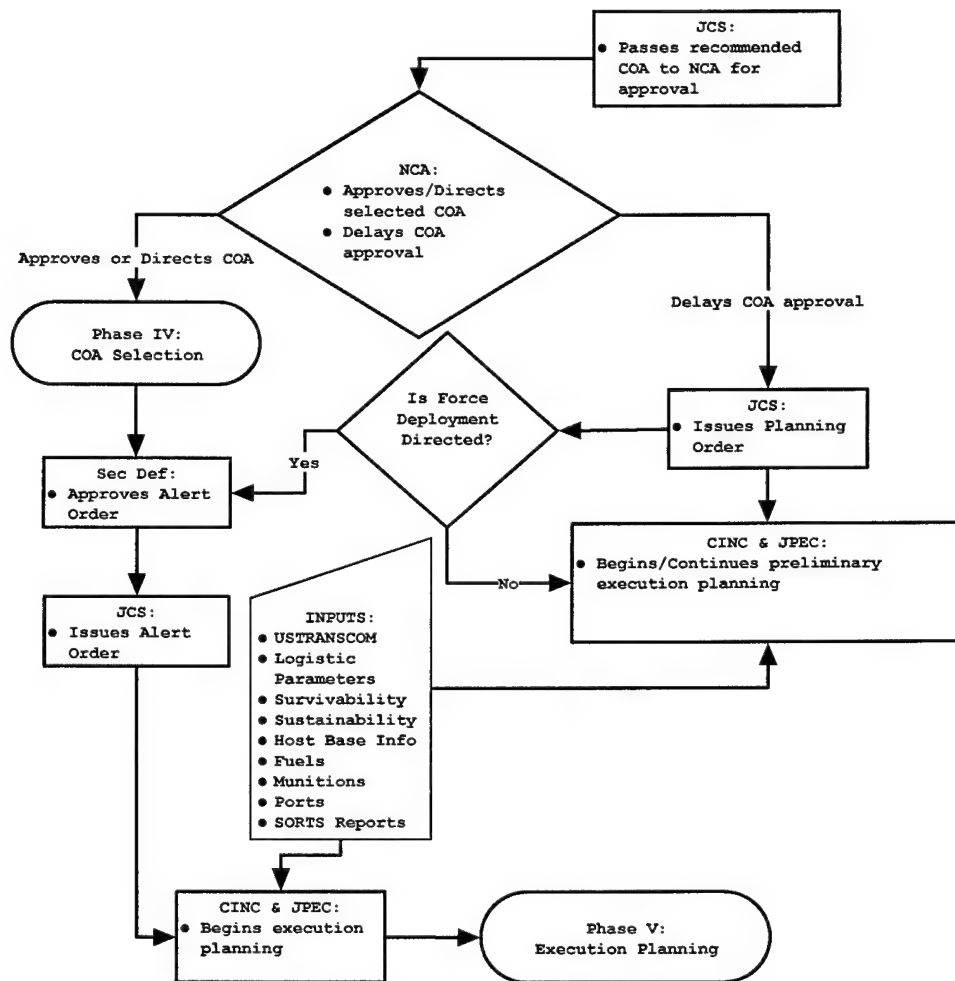 JCS:
● Passes recommended
COA to NCA for
approval
NCA:
● Approves/Directs
selected COA
● Delays COA
approval
Approves or Directs COA
Delays COA approval
Phase IV:
COA Selection
Is Force
Deployment
Directed?
JCS:
● Issues Planning
Order
Yes
Sec Def:
● Approves Alert
Order
CINC & JPEC:
● Begins/Continues preliminary
execution planning
No
JCS:
● Issues Alert
Order
INPUTS:
● USTRANSCOM
● Logistic
Parameters
● Survivability
● Sustainability
● Host Base Info
● Fuels
● Munitions
● Ports
● SORTS Reports
CINC & JPEC:
● Begins execution
planning
Phase V:
Execution Planning